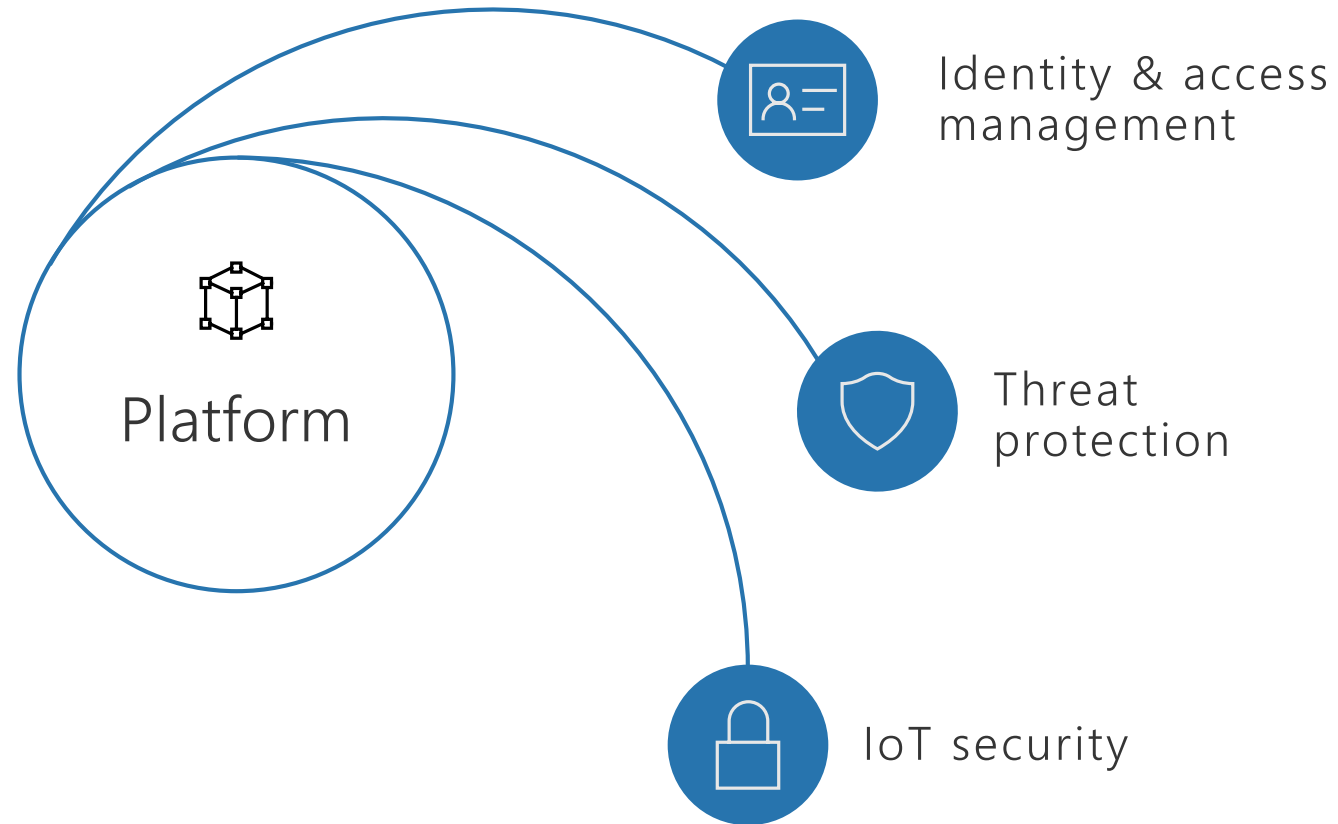 Identity & access
management
Platform
Threat
protection
IoT security